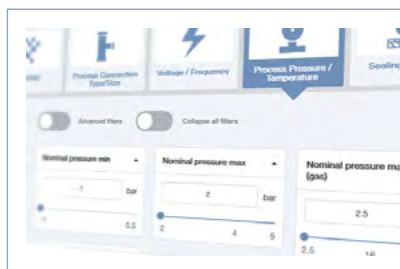 Process Connection
Type/Size
Voltage / Frequency
Process Pressure /
Temperature
Sealing
Advanced filters
Collapse all filters
Nominal pressure min
Nominal pressure max
Nominal pressure ma
(gas)
-1
bar
2
bar
2.5
-1
0.5
2
4
5
2.5
16